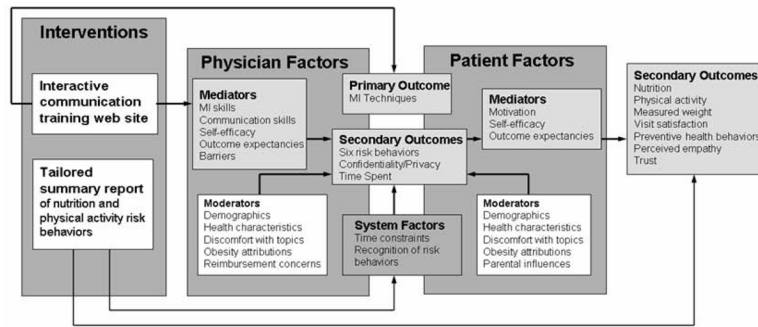 Interventions
Interactive
communication
training web site
Tailored
summary report
of nutrition and
physical activity risk
behaviors
Physician Factors
Mediators
MI skills
Communication skills
Self-efficacy
Outcome expectancies
Barriers
Moderators
Demographics
Health characteristics
Discomfort with topics
Obesity attributions
Reimbursement concerns
Primary Outcome
MI Techniques
Secondary Outcomes
Six risk behaviors
Confidentiality/Privacy
Time Spent
System Factors
Time constraints
Recognition of risk
behaviors
Patient Factors
Mediators
Motivation
Self-efficacy
Outcome expectancies
Moderators
Demographics
Health characteristics
Discomfort with topics
Obesity attributions
Parental influences
Secondary Outcomes
Nutrition
Physical activity
Measured weight
Visit satisfaction
Preventive health behaviors
Perceived empathy
Trust